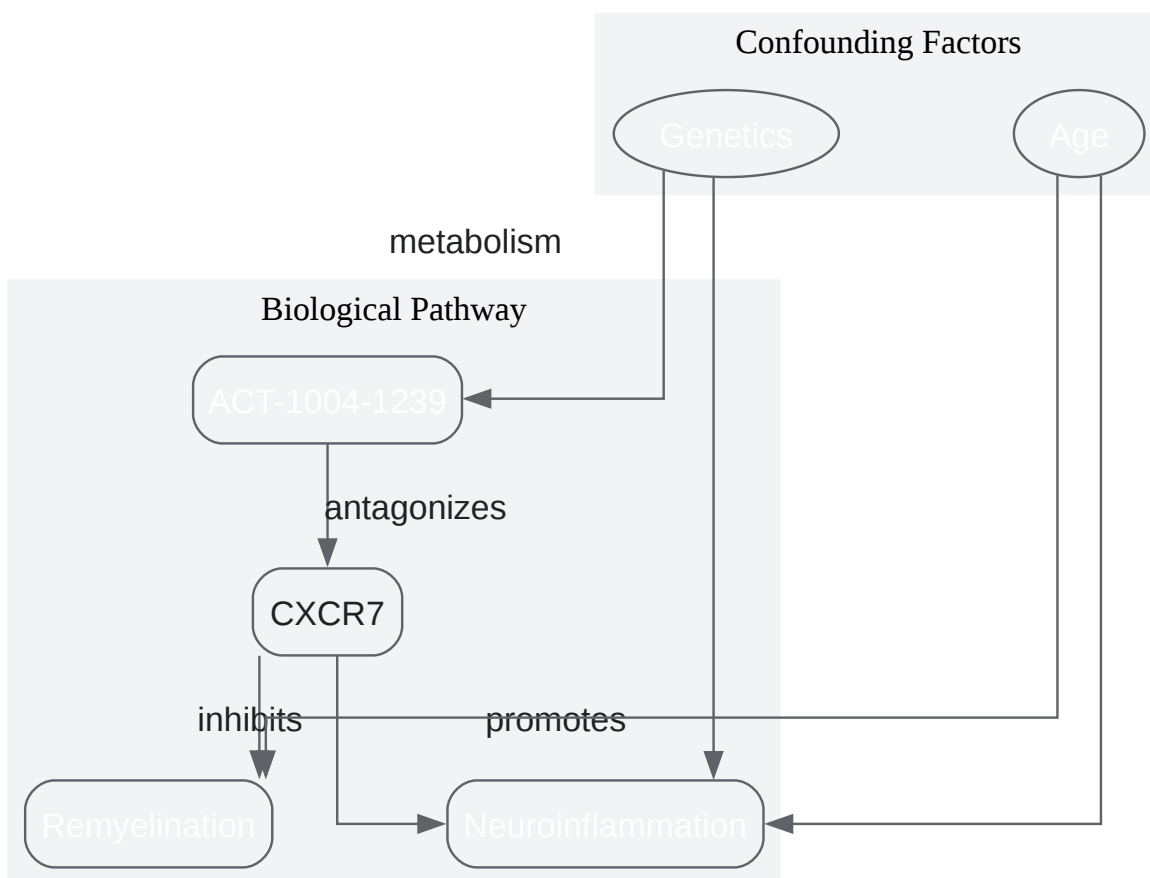 Confounding Factors
Genetics
Age
metabolism
Biological Pathway
ACT-1004-1239
antagonizes
CXCR7
inhibits
promotes
Remyelination
Neuroinflammation